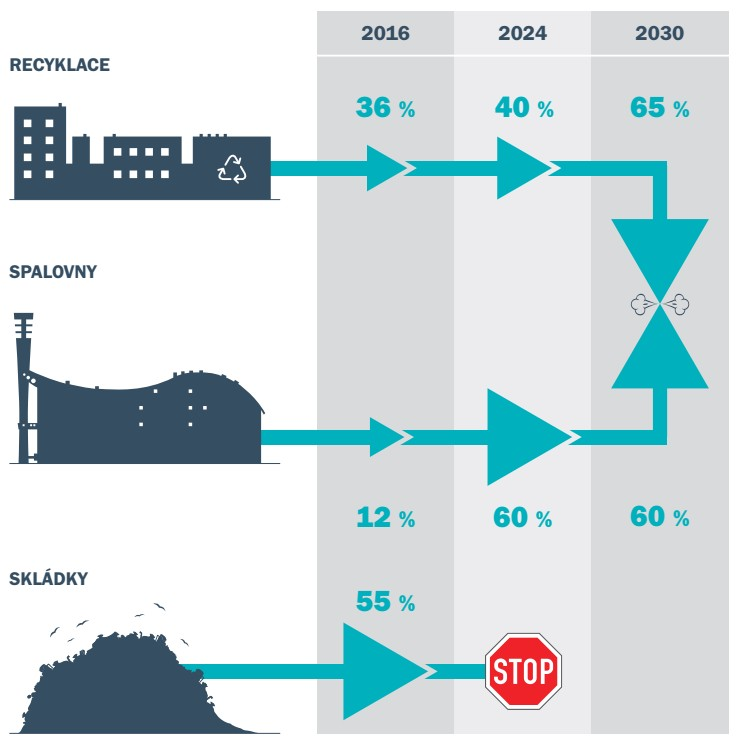 2016 2024 2030
RECYKLACE
36 % 40 % 65 %
SPALOVNY
12 % 60 % 60 %
SKLÁDKY
55 %
STOP